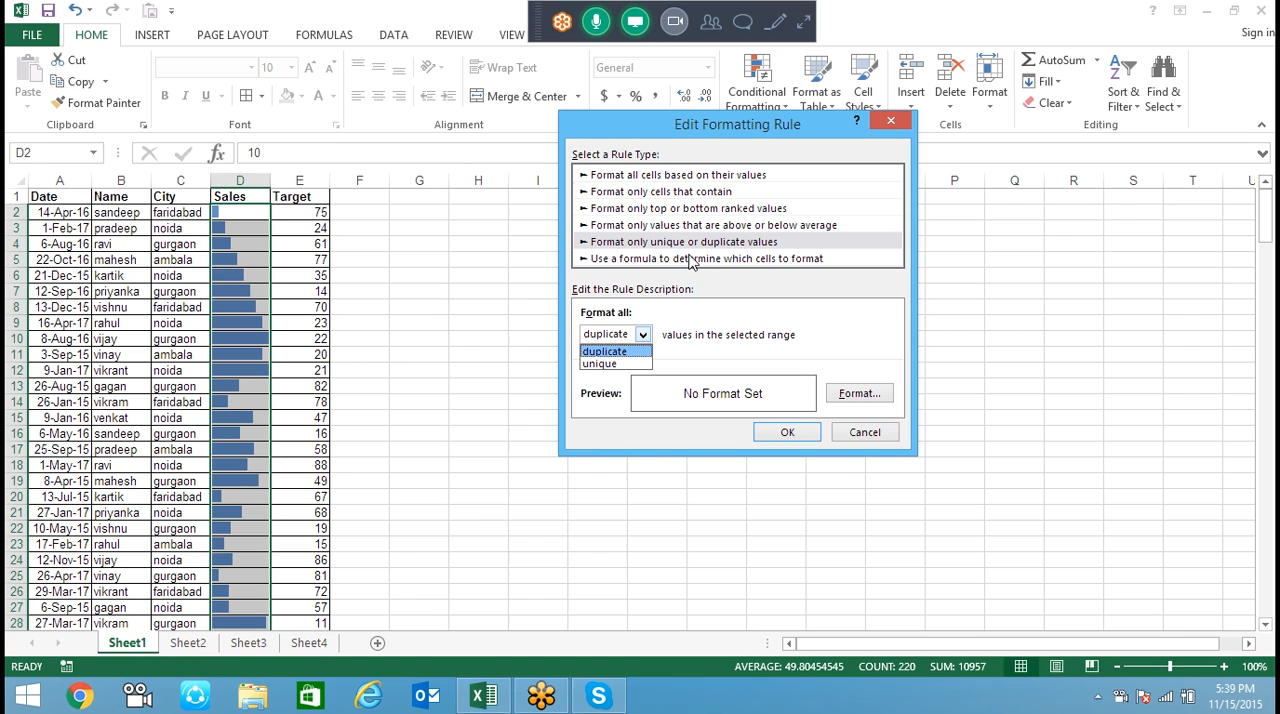 Sign in
FILE HOME INSERT PAGE LAYOUT FORMULAS DATA REVIEW VIEW
Cut
Copy
Format Painter
Paste
Clipboard
10
B I U
Font
Wrap Text
Merge & Center
Alignment
General
$ % ,
Conditional Formatting
Format as Table
Cell Styles
Insert Delete Format
Cells
AutoSum
Fill
Clear
Sort & Filter
Find & Select
Editing
D2 fx 10
A B C D E F G H I P Q R S T U
1 Date Name City Sales Target
2 14-Apr-16 sandeep faridabad 75
3 1-Feb-17 pradeep noida 24
4 6-Aug-16 ravi gurgaon 61
5 22-Oct-16 mahesh ambala 77
6 21-Dec-16 kartik noida 35
7 12-Sep-16 priyanka gurgaon 14
8 13-Dec-15 vishnu faridabad 70
9 16-Apr-17 rahul noida 23
10 8-Aug-16 vijay gurgaon 22
11 3-Sep-15 vinay ambala 20
12 9-Jan-17 vikrant noida 21
13 26-Aug-15 gagan gurgaon 82
14 26-Jan-15 vikram faridabad 78
15 9-Jan-16 venkat noida 47
16 6-May-16 sandeep gurgaon 16
17 25-Sep-15 pradeep ambala 58
18 1-May-17 ravi noida 88
19 8-Apr-15 mahesh gurgaon 49
20 13-Jul-15 kartik faridabad 67
21 27-Jan-17 priyanka noida 68
22 10-May-15 vishnu gurgaon 19
23 17-Feb-17 rahul ambala 15
24 12-Nov-15 vijay noida 86
25 26-Apr-17 vinay gurgaon 81
26 29-Mar-17 vikrant faridabad 72
27 6-Sep-15 gagan noida 57
28 27-Mar-17 vikram gurgaon 11
Edit Formatting Rule
Select a Rule Type:
► Format all cells based on their values
► Format only cells that contain
► Format only top or bottom ranked values
► Format only values that are above or below average
► Format only unique or duplicate values
► Use a formula to determine which cells to format
Edit the Rule Description:
Format all:
duplicate values in the selected range
duplicate
unique
Preview: No Format Set Format...
OK Cancel
Sheet1 Sheet2 Sheet3 Sheet4
READY AVERAGE: 49.80454545 COUNT: 220 SUM: 10957 100%
5:39 PM
11/15/2015